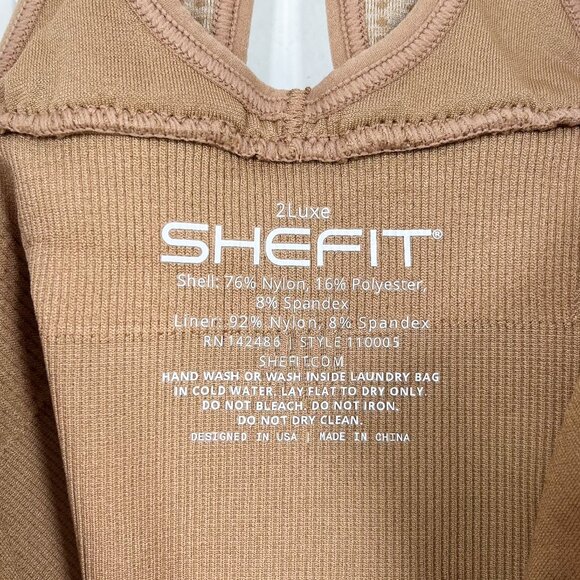 2Luxe
SHEFIT®
Shell: 76% Nylon, 16% Polyester,
8% Spandex
Liner: 92% Nylon, 8% Spandex
RN 142486 | STYLE 110005
SHEFIT.COM
HAND WASH OR WASH INSIDE LAUNDRY BAG
IN COLD WATER. LAY FLAT TO DRY ONLY.
DO NOT BLEACH. DO NOT IRON.
DO NOT DRY CLEAN.
DESIGNED IN USA | MADE IN CHINA